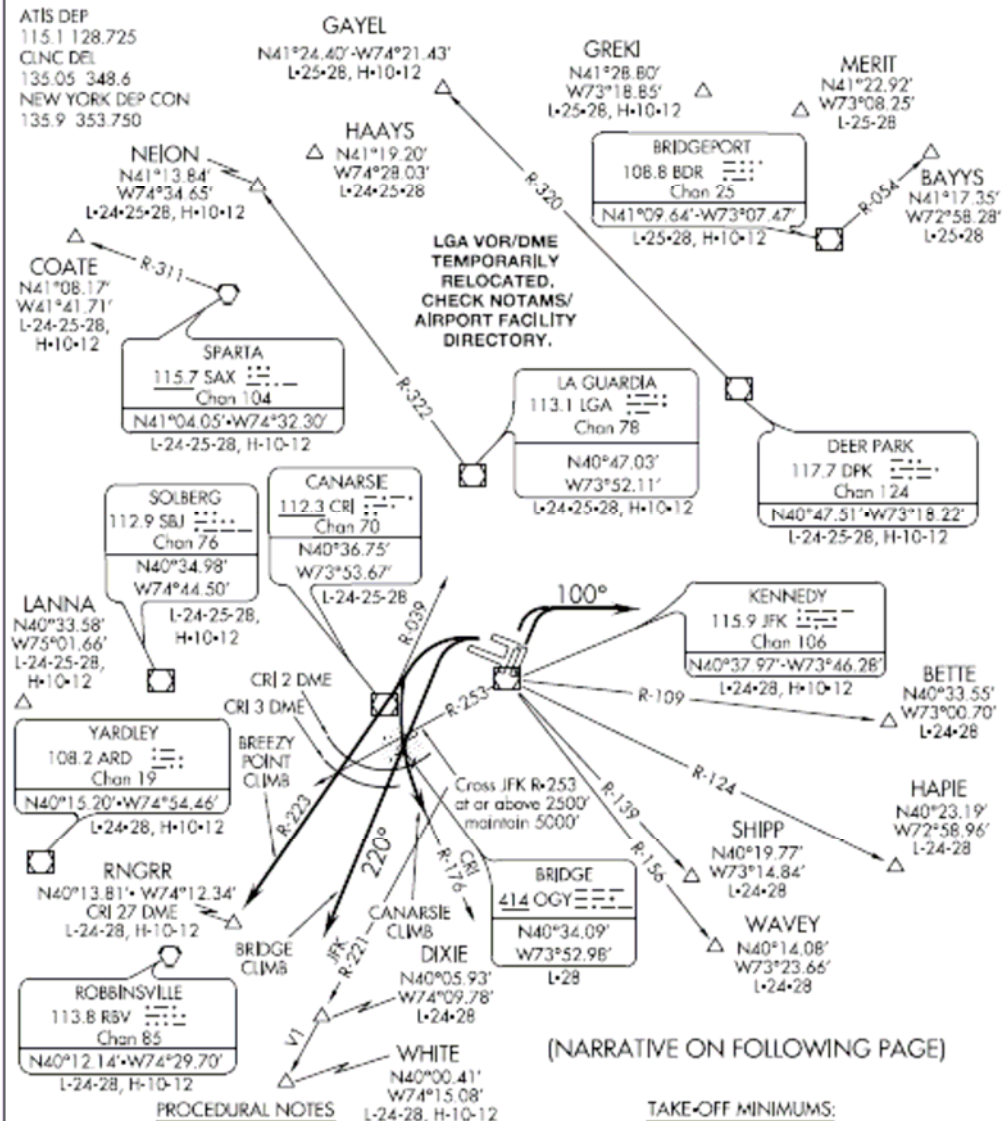 ATIS DEP
115.1 128.725
CLNC DEL
135.05 348.6
NEW YORK DEP CON
135.9 353.750
GAYEL
N41°24.40'-W74°21.43'
L-25-28, H-10-12
GREKI
N41°28.80'
W73°18.85'
L-25-28, H-10-12
MERIT
N41°22.92'
W73°08.25'
L-25-28
HAAYS
N41°19.20'
W74°28.03'
L-24-25-28
NEION
N41°13.84'
W74°34.65'
L-24-25-28, H-10-12
BRIDGEPORT
108.8 BDR
Chan 25
N41°09.64'-W73°07.47'
L-25-28, H-10-12
R-054
BAYYS
N41°17.35'
W72°58.28'
L-25-28
R-320
COATE
N41°08.17'
W41°41.71'
L-24-25-28,
H-10-12
R-311
LGA VOR/DME
TEMPORARILY
RELOCATED.
CHECK NOTAMS/
AIRPORT FACILITY
DIRECTORY.
SPARTA
115.7 SAX
Chan 104
N41°04.05'-W74°32.30'
L-24-25-28, H-10-12
R-322
LA GUARDIA
113.1 LGA
Chan 78
N40°47.03'
W73°52.11'
L-24-25-28, H-10-12
DEER PARK
117.7 DPK
Chan 124
N40°47.51'-W73°18.22'
L-24-25-28, H-10-12
SOLBERG
112.9 SBJ
Chan 76
N40°34.98'
W74°44.50'
L-24-25-28,
H-10-12
CANARSIE
112.3 CRI
Chan 70
N40°36.75'
W73°53.67'
L-24-25-28
LANNA
N40°33.58'
W75°01.66'
L-24-25-28,
H-10-12
R-039
100°
KENNEDY
115.9 JFK
Chan 106
N40°37.97'-W73°46.28'
L-24-28, H-10-12
CRI 2 DME
CRI 3 DME
R-253
R-109
BETTE
N40°33.55'
W73°00.70'
L-24-28
YARDLEY
108.2 ARD
Chan 19
N40°15.20'-W74°54.46'
L-24-28, H-10-12
BREEZY
POINT
CLIMB
R-223
Cross JFK R-253
at or above 2500'
maintain 5000'
R-124
R-139
R-156
HAPIE
N40°23.19'
W72°58.96'
L-24-28
SHIPP
N40°19.77'
W73°14.84'
L-24-28
220°
CRI
R-176
RNGRR
N40°13.81'- W74°12.34'
CRI 27 DME
L-24-28, H-10-12
BRIDGE
CLIMB
CANARSIE
CLIMB
BRIDGE
414 OGY
N40°34.09'
W73°52.98'
L-28
WAVEY
N40°14.08'
W73°23.66'
L-24-28
JFK
R-221
DIXIE
N40°05.93'
W74°09.78'
L-24-28
ROBBINSVILLE
113.8 RBV
Chan 85
N40°12.14'-W74°29.70'
L-24-28, H-10-12
V1
WHITE
N40°00.41'
W74°15.08'
L-24-28, H-10-12
(NARRATIVE ON FOLLOWING PAGE)
PROCEDURAL NOTES
TAKE-OFF MINIMUMS: